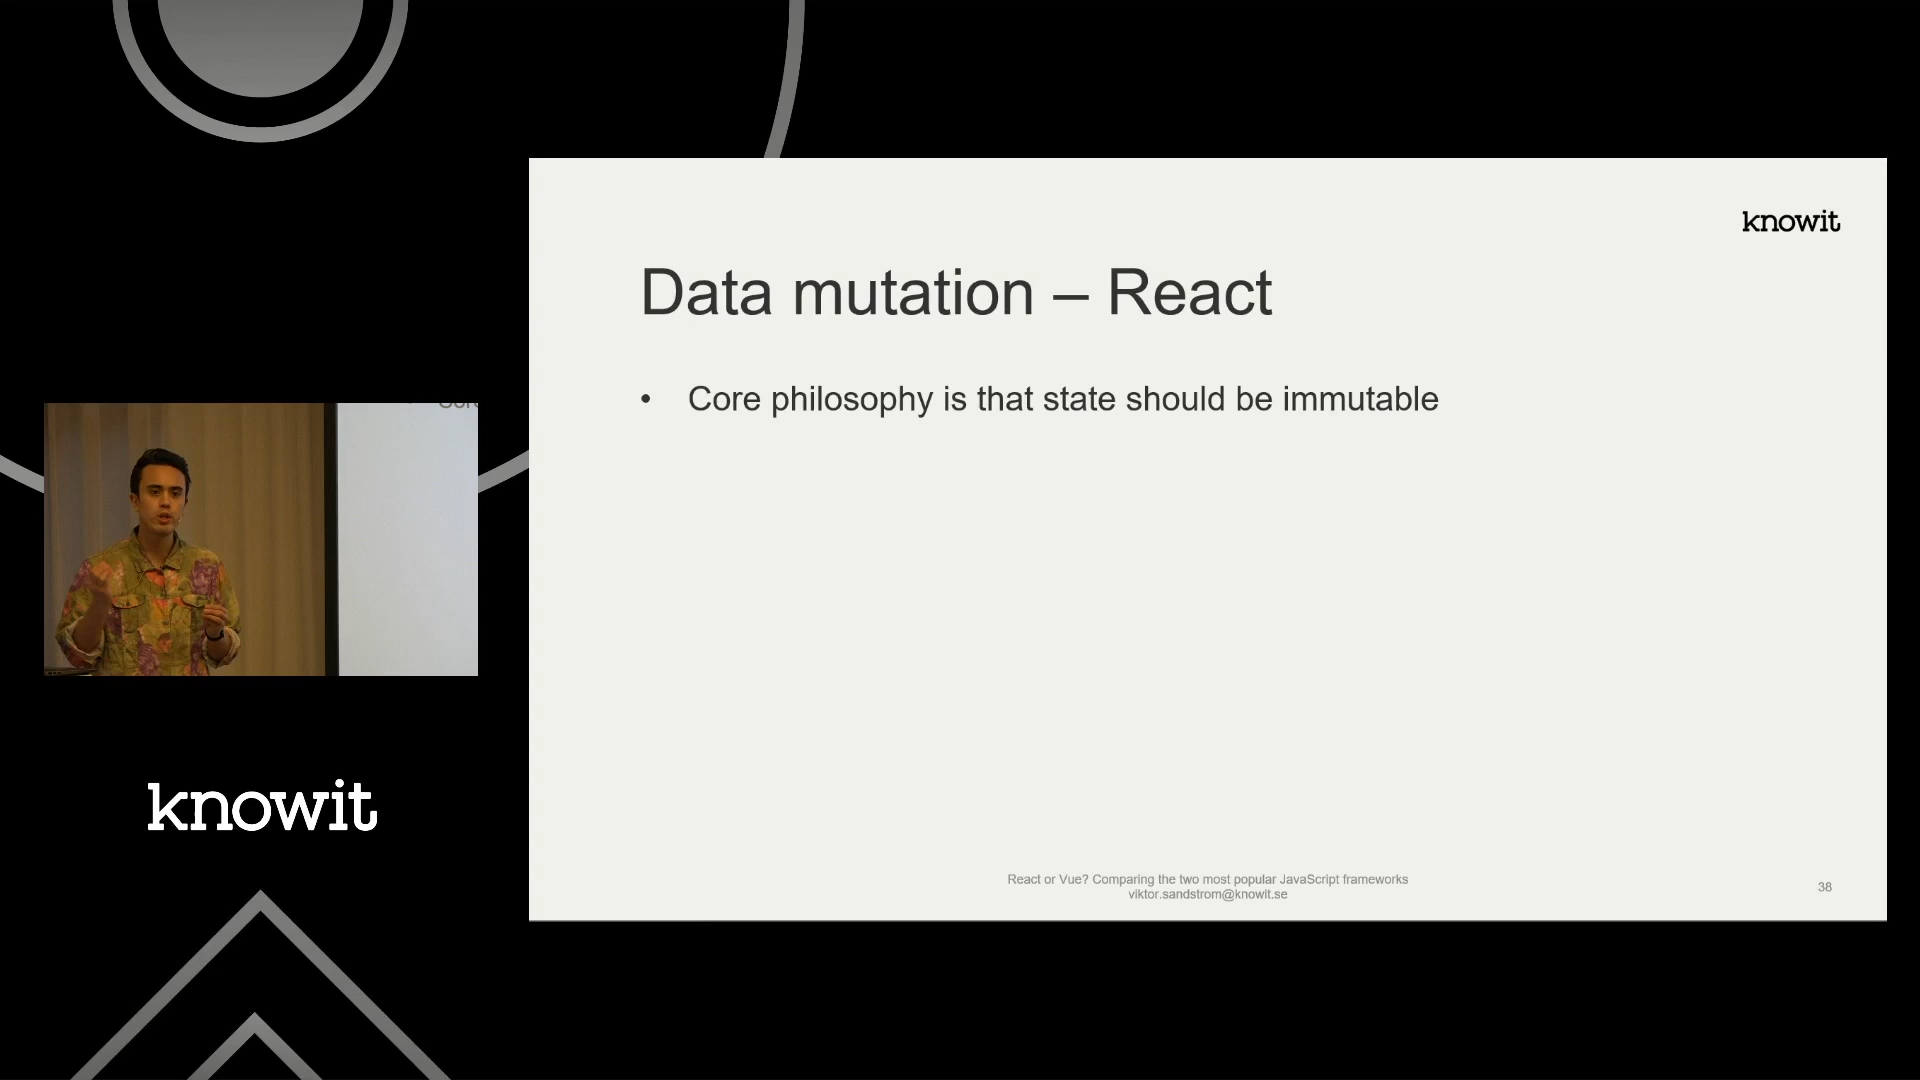 knowit
Data mutation – React
• Core philosophy is that state should be immutable
knowit
React or Vue? Comparing the two most popular JavaScript frameworks
viktor.sandstrom@knowit.se
38